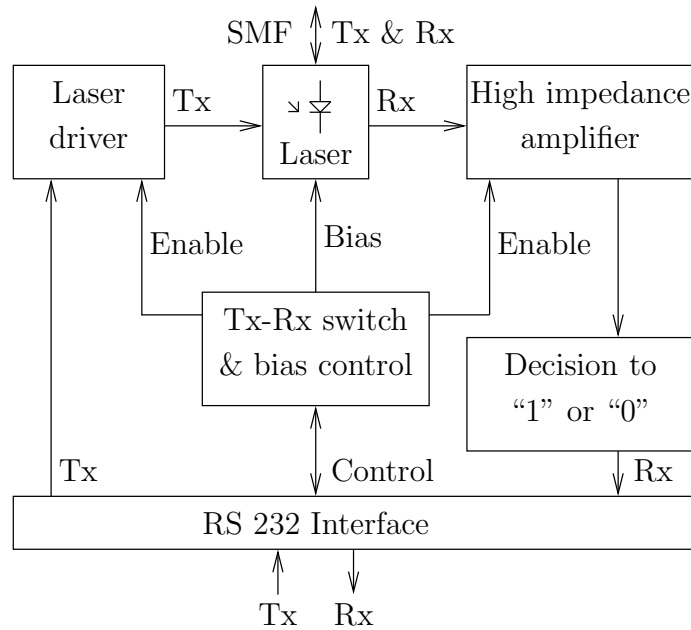 SMF Tx & Rx
Laser
driver
Tx
Laser
Rx
High impedance
amplifier
Enable
Bias
Enable
Tx-Rx switch
& bias control
Decision to
“1” or “0”
Tx
Control
Rx
RS 232 Interface
Tx
Rx